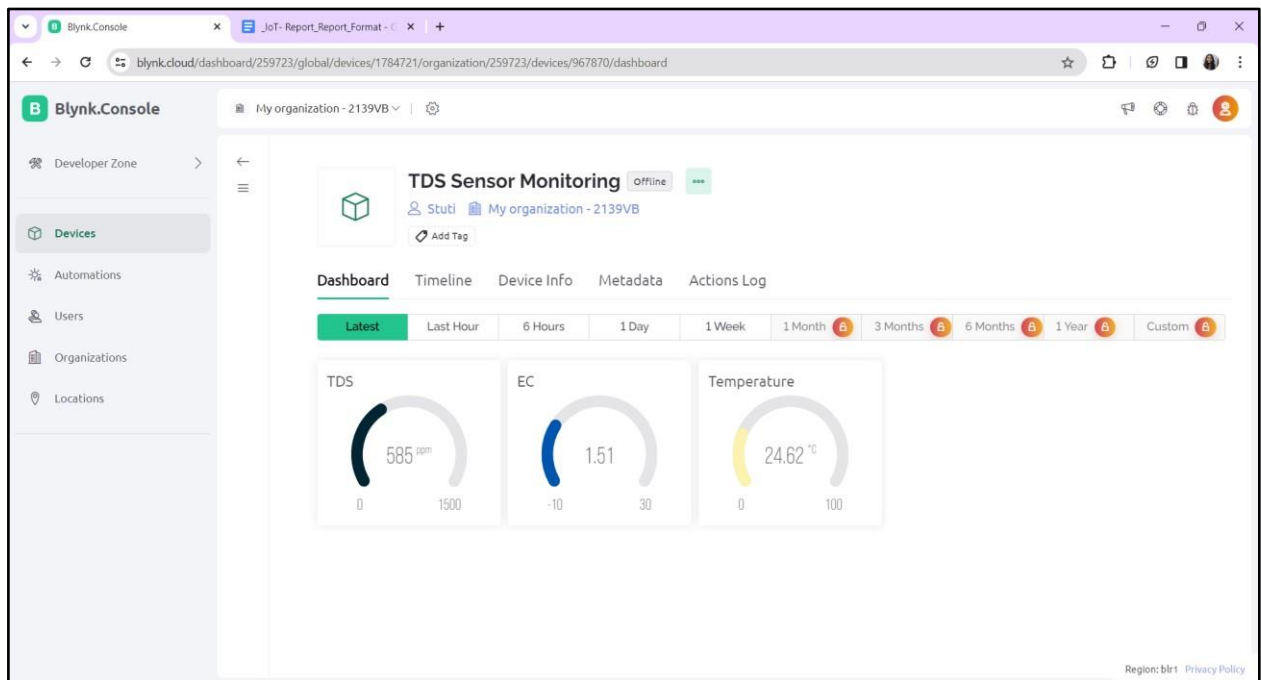 Blynk.Console
_IoT- Report_Report_Format - G
blynk.cloud/dashboard/259723/global/devices/1784721/organization/259723/devices/967870/dashboard
B Blynk.Console
My organization - 2139VB
Developer Zone
Devices
Automations
Users
Organizations
Locations
TDS Sensor Monitoring Offline
Stuti My organization - 2139VB
Add Tag
Dashboard Timeline Device Info Metadata Actions Log
Latest Last Hour 6 Hours 1 Day 1 Week 1 Month 3 Months 6 Months 1 Year Custom
TDS
585 ppm
0 1500
EC
1.51
-10 30
Temperature
24.62 °C
0 100
Region: blr1 Privacy Policy